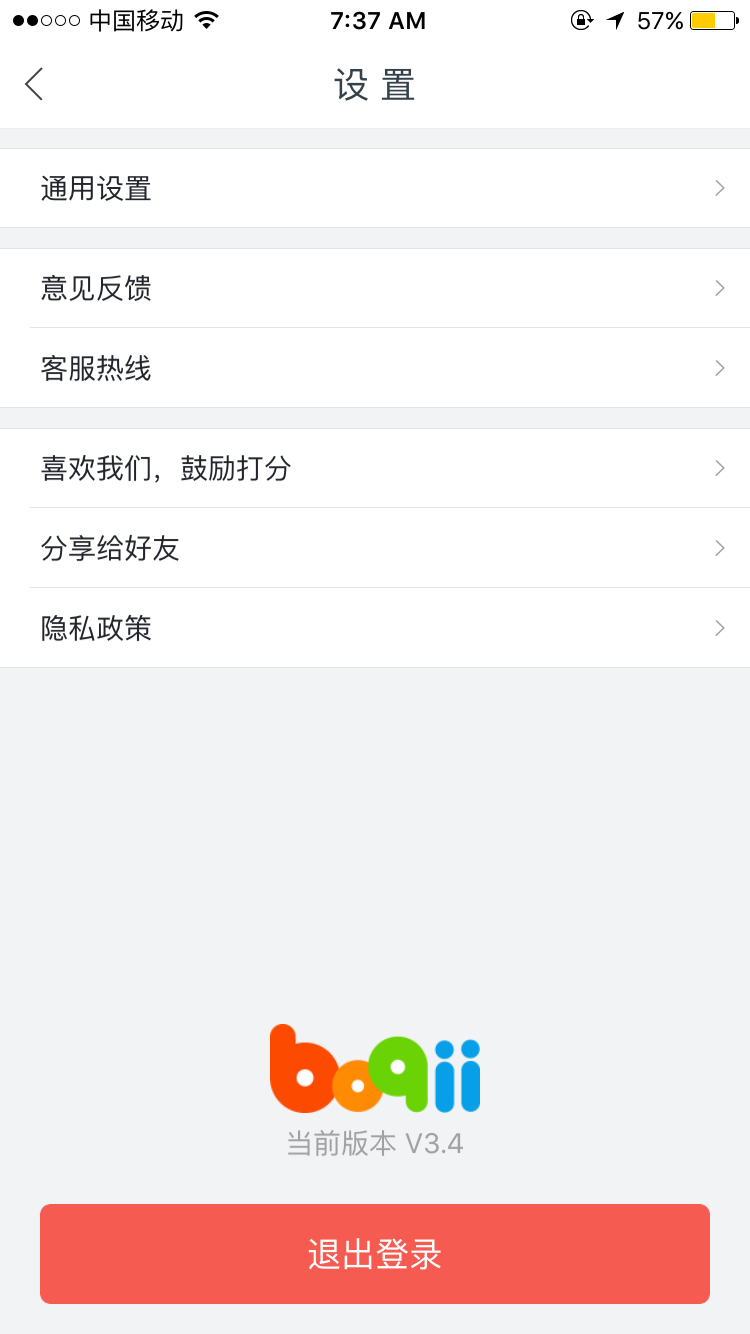 中国移动 7:37 AM 57%
设 置
通用设置
意见反馈
客服热线
喜欢我们，鼓励打分
分享给好友
隐私政策
boqii
当前版本 V3.4
退出登录